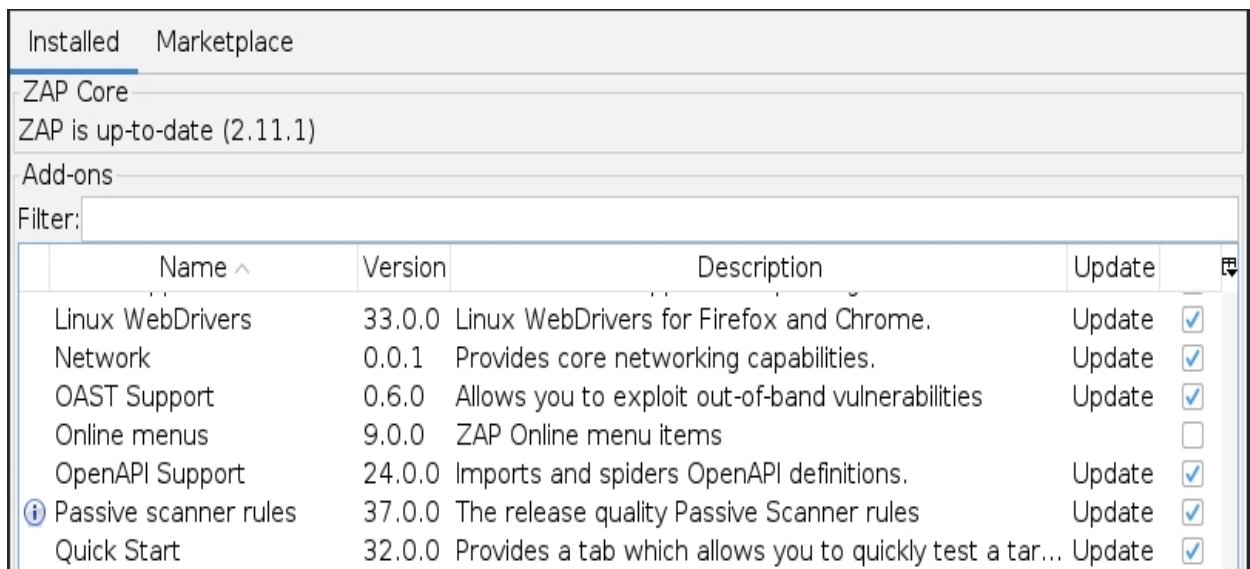 Installed Marketplace
ZAP Core
ZAP is up-to-date (2.11.1)
Add-ons
Filter:
Name Version Description Update
Linux WebDrivers 33.0.0 Linux WebDrivers for Firefox and Chrome. Update
Network 0.0.1 Provides core networking capabilities. Update
OAST Support 0.6.0 Allows you to exploit out-of-band vulnerabilities Update
Online menus 9.0.0 ZAP Online menu items
OpenAPI Support 24.0.0 Imports and spiders OpenAPI definitions. Update
Passive scanner rules 37.0.0 The release quality Passive Scanner rules Update
Quick Start 32.0.0 Provides a tab which allows you to quickly test a tar... Update